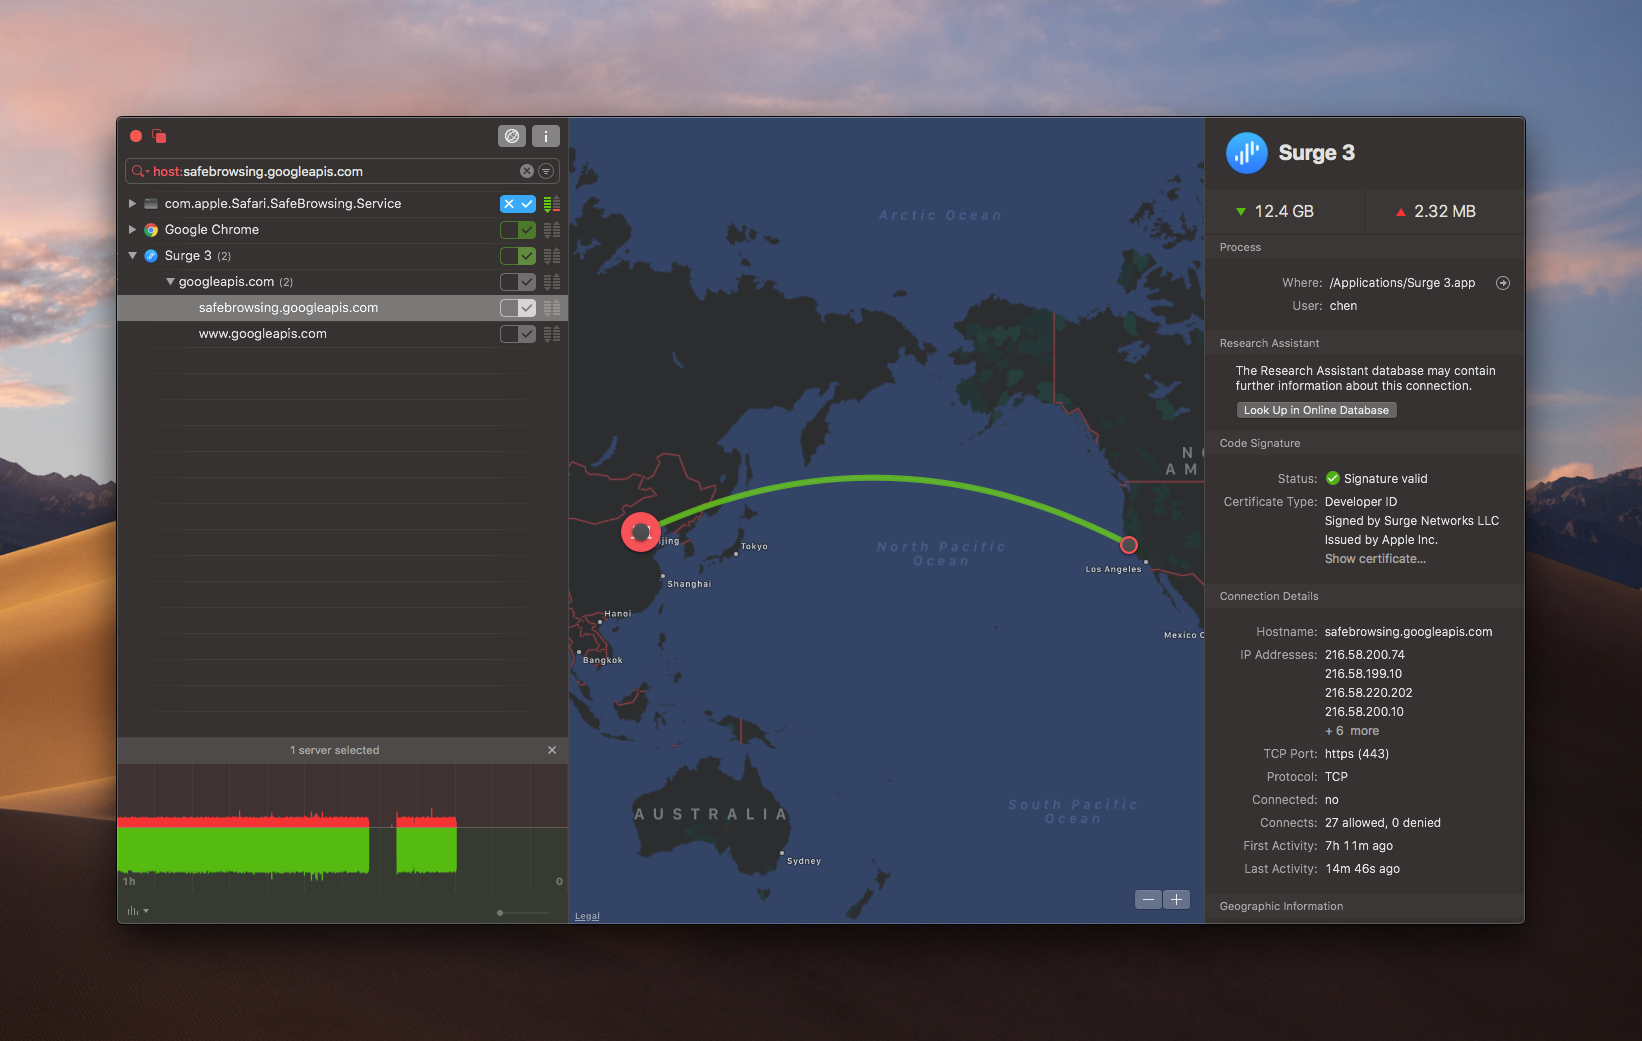 host:safebrowsing.googleapis.com
com.apple.Safari.SafeBrowsing.Service
Google Chrome
Surge 3 (2)
googleapis.com (2)
safebrowsing.googleapis.com
www.googleapis.com
1 server selected
1h
0
Arctic Ocean
N
AM
North Pacific
Ocean
jing
Tokyo
Shanghai
Hanoi
Bangkok
Los Angeles
Mexico C
AUSTRALIA
Sydney
South Pacific
Ocean
Legal
Surge 3
12.4 GB
2.32 MB
Process
Where: /Applications/Surge 3.app
User: chen
Research Assistant
The Research Assistant database may contain
further information about this connection.
Look Up in Online Database
Code Signature
Status: Signature valid
Certificate Type: Developer ID
Signed by Surge Networks LLC
Issued by Apple Inc.
Show certificate...
Connection Details
Hostname: safebrowsing.googleapis.com
IP Addresses: 216.58.200.74
216.58.199.10
216.58.220.202
216.58.200.10
+ 6 more
TCP Port: https (443)
Protocol: TCP
Connected: no
Connects: 27 allowed, 0 denied
First Activity: 7h 11m ago
Last Activity: 14m 46s ago
Geographic Information